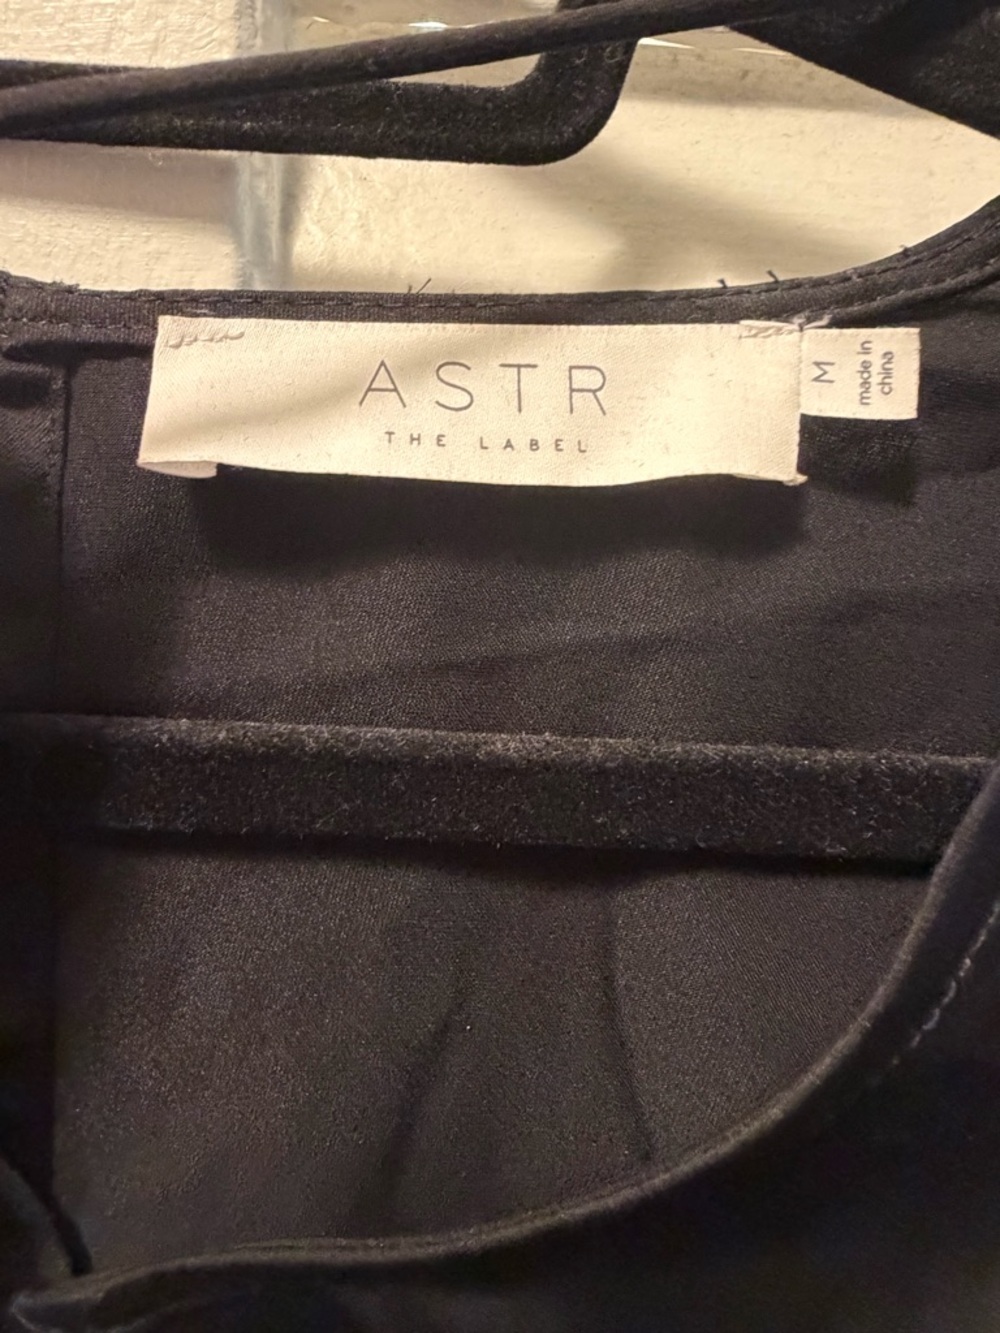 ASTR
THE LABEL
M
made in
china